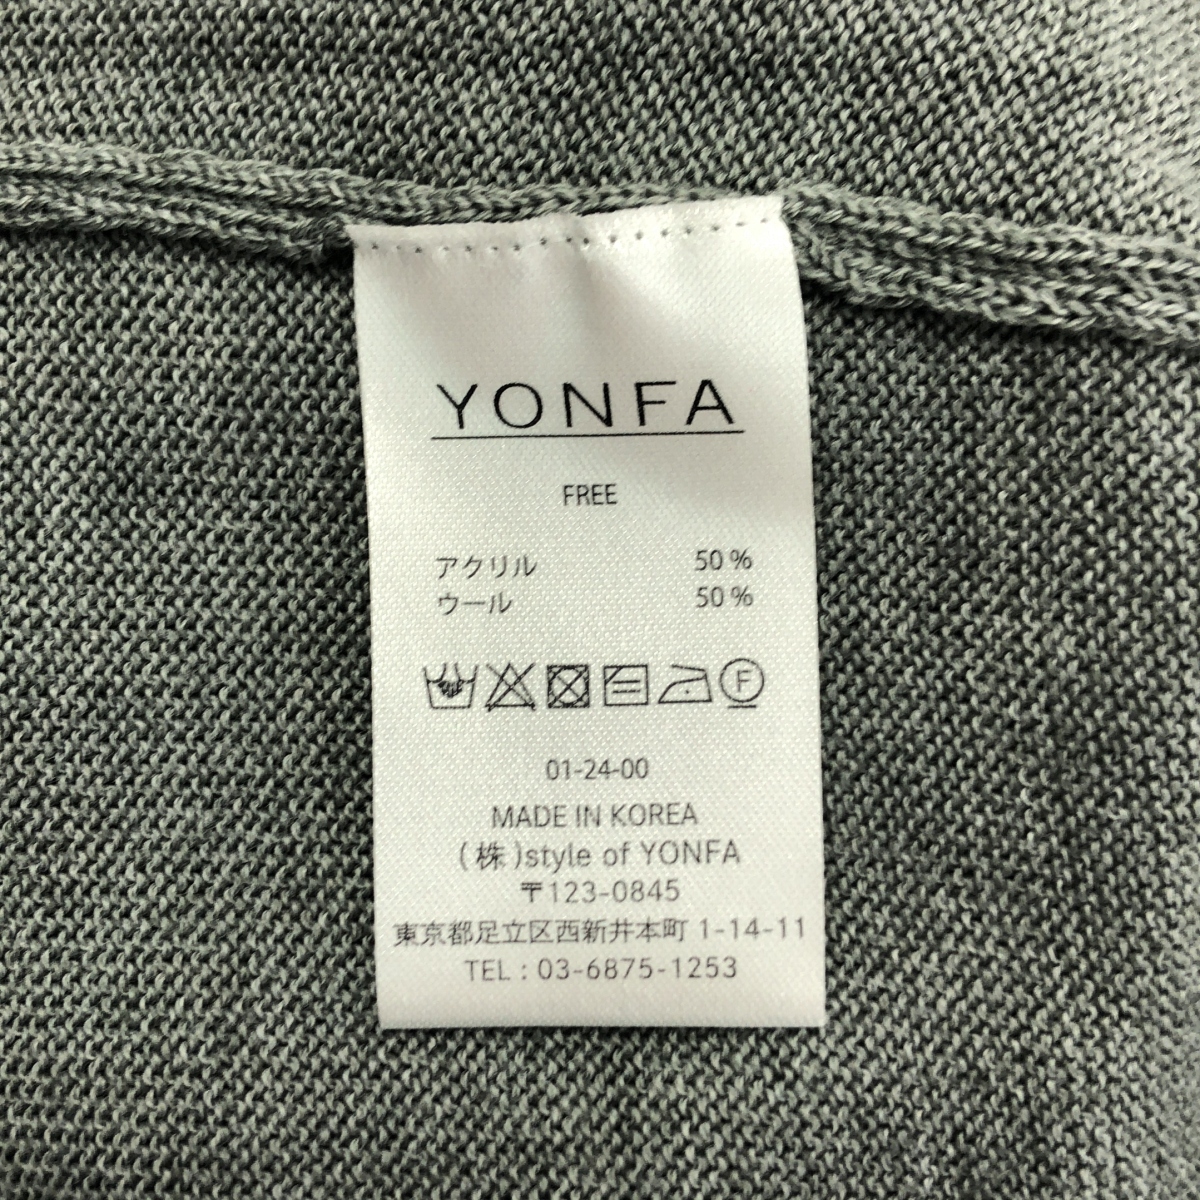 YONFA
FREE
アクリル 50 %
ウール 50 %
F
01-24-00
MADE IN KOREA
(株)style of YONFA
〒123-0845
東京都足立区西新井本町 1-14-11
TEL : 03-6875-1253